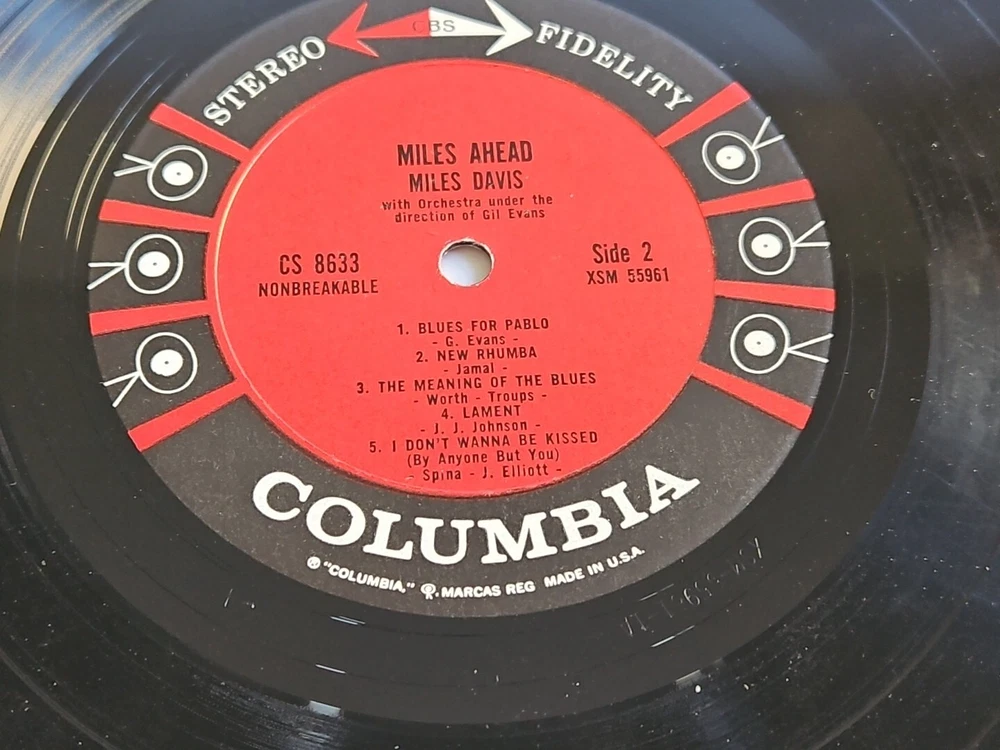 STEREO CBS FIDELITY
MILES AHEAD
MILES DAVIS
with Orchestra under the
direction of Gil Evans
CS 8633
NONBREAKABLE
Side 2
XSM 55961
1. BLUES FOR PABLO
- G. Evans -
2. NEW RHUMBA
- Jamal -
3. THE MEANING OF THE BLUES
- Worth - Troups -
4. LAMENT
- J. J. Johnson -
5. I DON'T WANNA BE KISSED
(By Anyone But You)
- Spina - J. Elliott -
COLUMBIA
® "COLUMBIA," MARCAS REG MADE IN U.S.A.